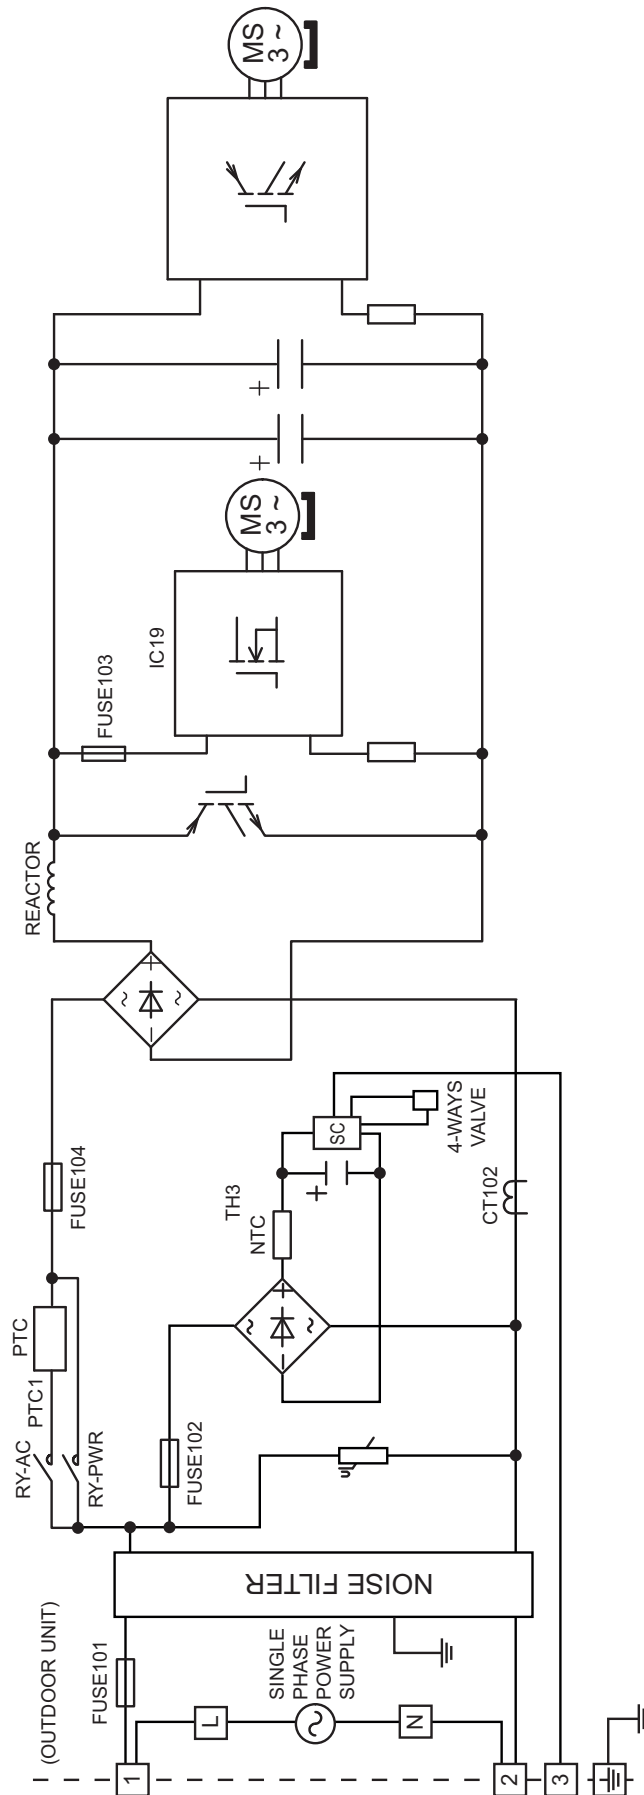 (OUTDOOR UNIT)
1
2
3
FUSE101
L
SINGLE
PHASE
POWER
SUPPLY
N
NOISE FILTER
RY-AC
RY-PWR
PTC1
PTC
FUSE102
FUSE104
TH3
NTC
+
SC
4-WAYS
VALVE
CT102
~
~
+
−
~
~
+
−
REACTOR
FUSE103
IC19
MS
3 ~
+
+
MS
3 ~